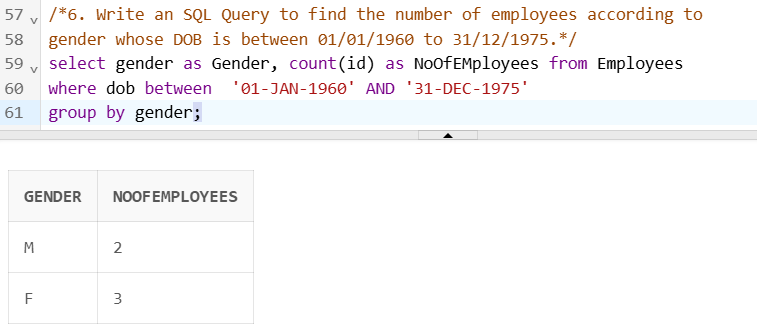 57 /*6. Write an SQL Query to find the number of employees according to
58 gender whose DOB is between 01/01/1960 to 31/12/1975.*/
59 select gender as Gender, count(id) as NoOfEMployees from Employees
60 where dob between  '01-JAN-1960' AND '31-DEC-1975'
61 group by gender;
GENDER NOOFEMPLOYEES
M 2
F 3